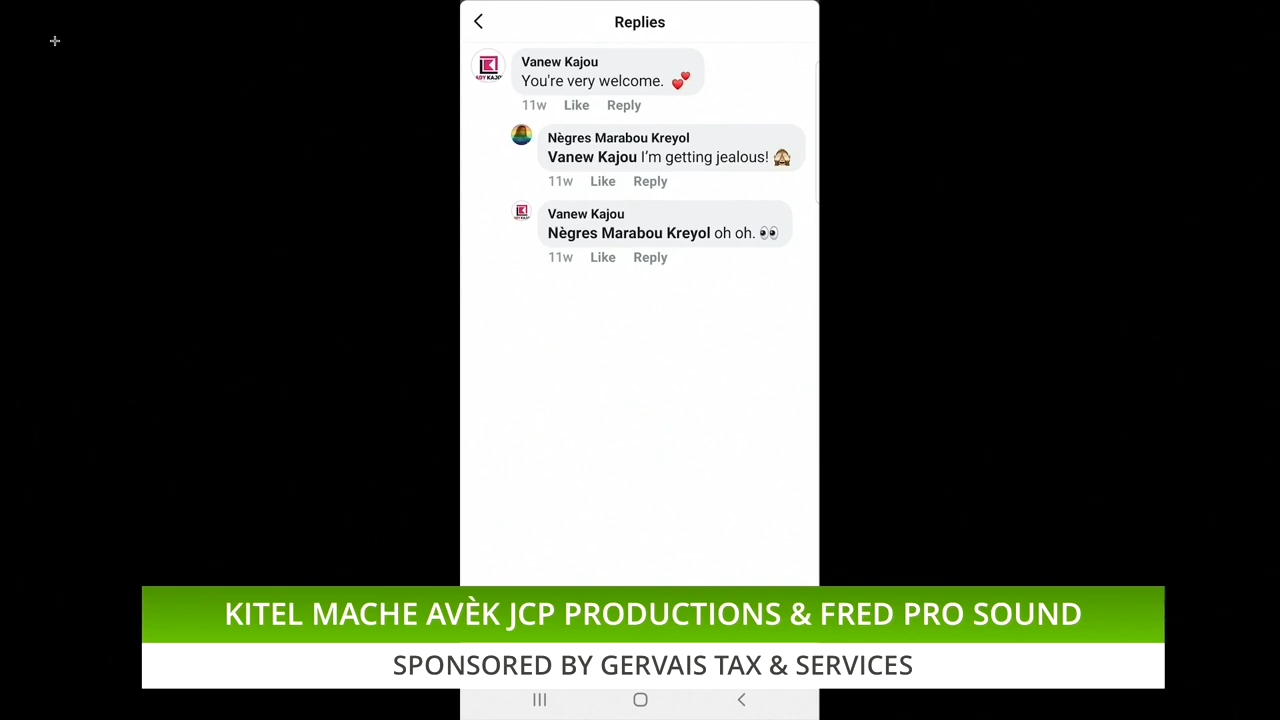 Replies
Vanew Kajou
You're very welcome. 💕
11w Like Reply
Nègres Marabou Kreyol
Vanew Kajou I'm getting jealous! 🙈
11w Like Reply
Vanew Kajou
Nègres Marabou Kreyol oh oh. 👀
11w Like Reply
KITEL MACHE AVÈK JCP PRODUCTIONS & FRED PRO SOUND
SPONSORED BY GERVAIS TAX & SERVICES